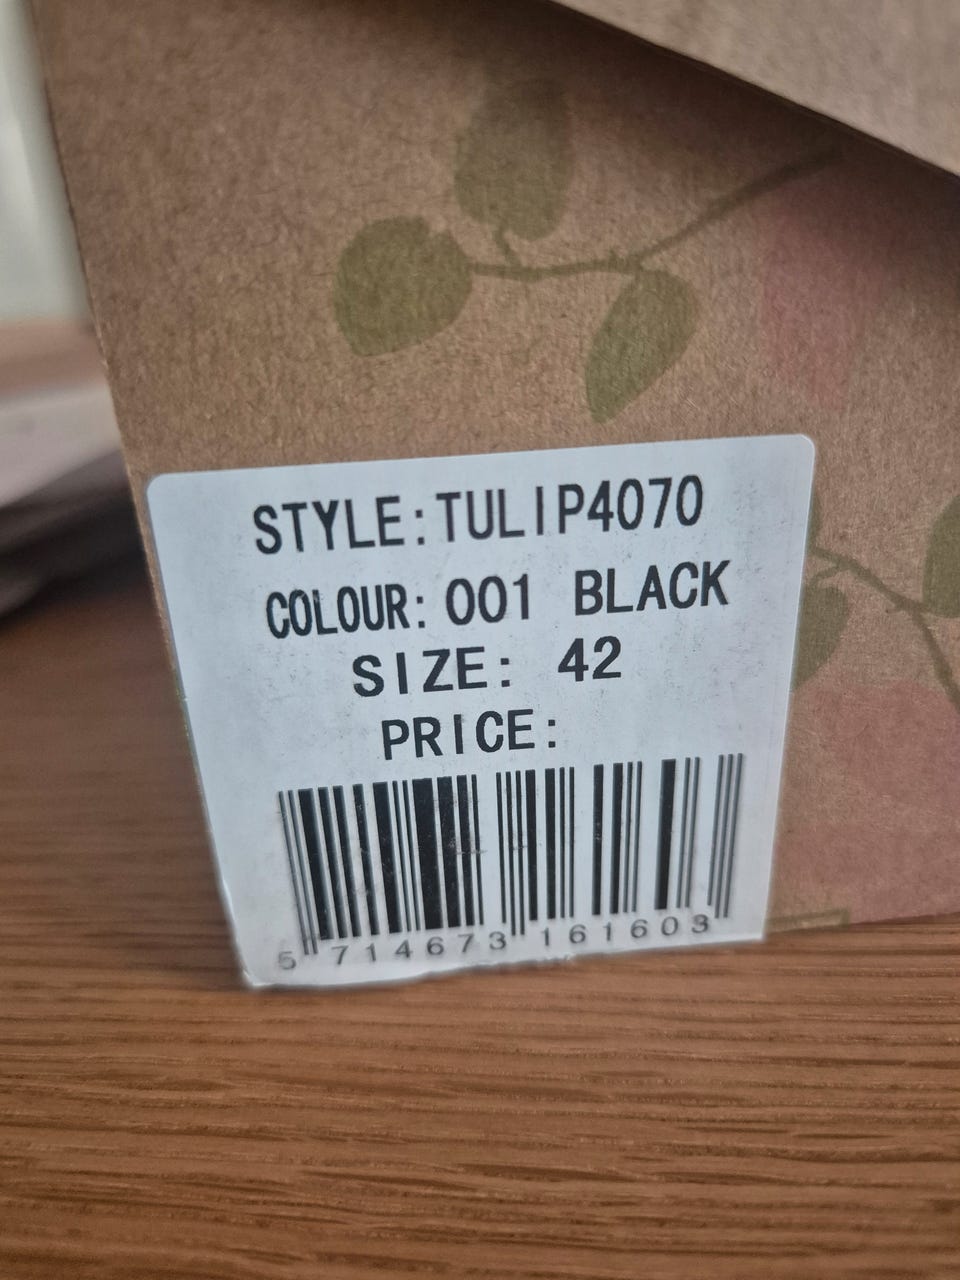 STYLE:TULIP4070
COLOUR: 001 BLACK
SIZE: 42
PRICE:
5 714673 161603